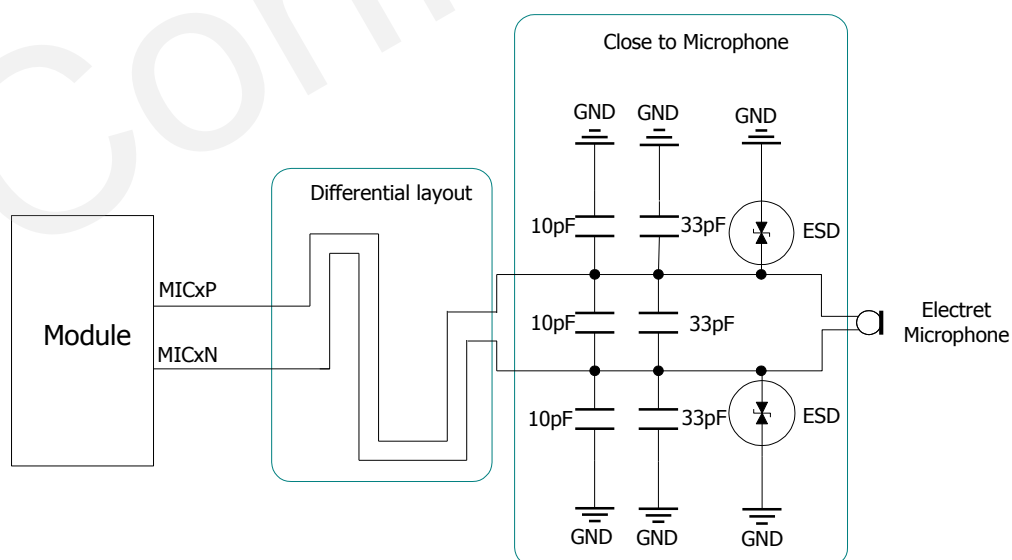 Close to Microphone
GND GND GND
Differential layout
10pF 33pF ESD
MICxP
Module
10pF 33pF
Electret
Microphone
MICxN
10pF 33pF ESD
GND GND GND